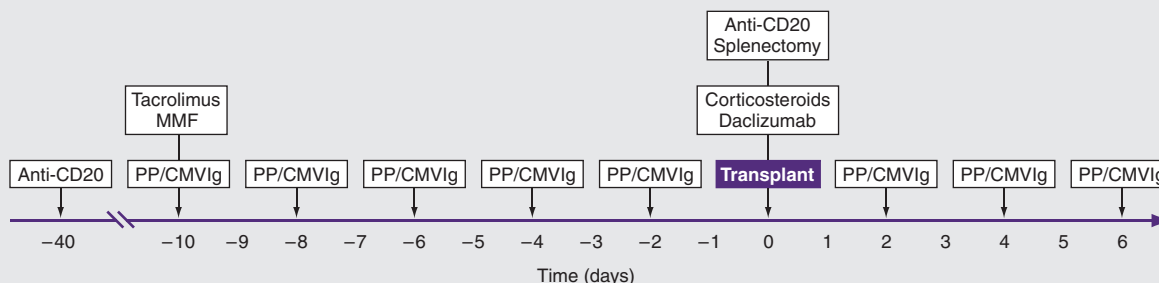 Anti-CD20
Splenectomy
Tacrolimus
MMF
Corticosteroids
Daclizumab
Anti-CD20 PP/CMVIg PP/CMVIg PP/CMVIg PP/CMVIg PP/CMVIg Transplant PP/CMVIg PP/CMVIg PP/CMVIg
−40 −10 −9 −8 −7 −6 −5 −4 −3 −2 −1 0 1 2 3 4 5 6
Time (days)